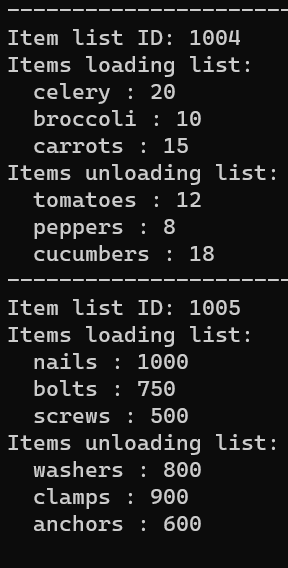 ----------------------
Item list ID: 1004
Items loading list:
  celery : 20
  broccoli : 10
  carrots : 15
Items unloading list:
  tomatoes : 12
  peppers : 8
  cucumbers : 18
----------------------
Item list ID: 1005
Items loading list:
  nails : 1000
  bolts : 750
  screws : 500
Items unloading list:
  washers : 800
  clamps : 900
  anchors : 600